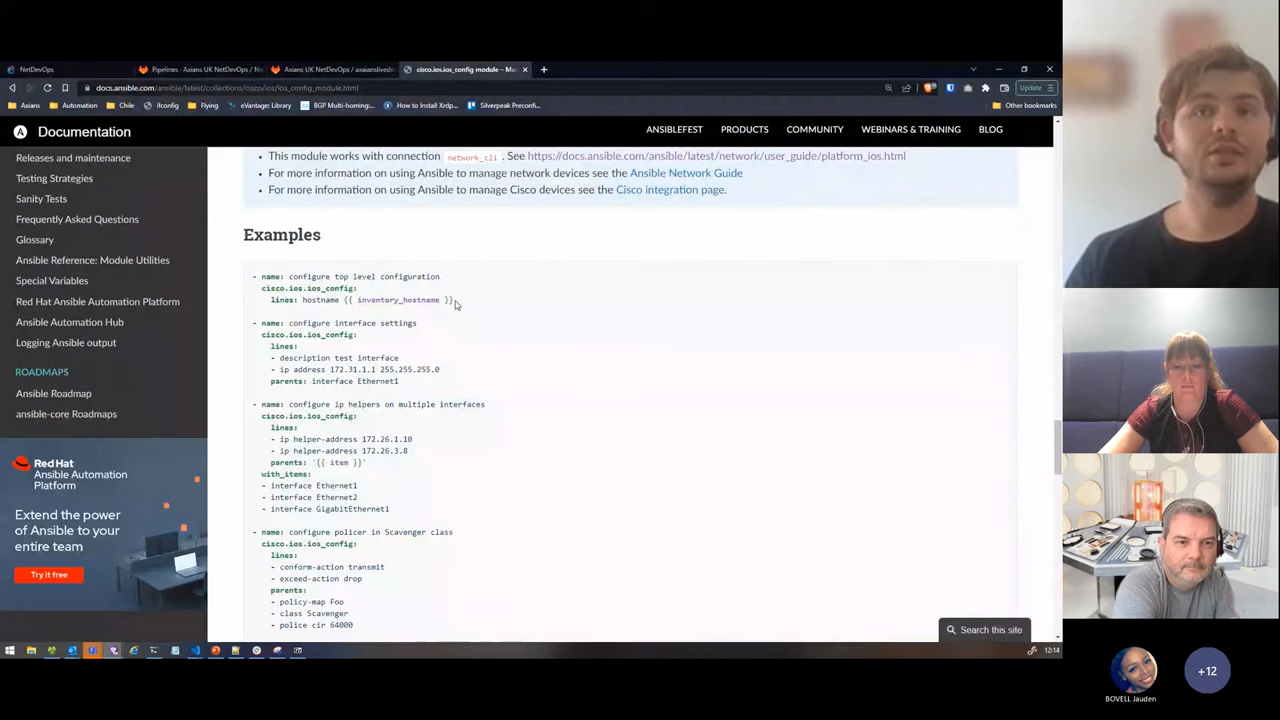 NetDevOps
Pipelines · Axians UK NetDevOps / N
Axians UK NetDevOps / axaianslivede
cisco.ios.ios_config module – Mo
docs.ansible.com/ansible/latest/collections/cisco/ios/ios_config_module.html
Update
Axians
Automation
Chile
ifconfig
Flying
eVantage: Library
BGP Multi-homing:...
How to Install Xrdp...
Silverpeak Preconfi...
Other bookmarks
Documentation
ANSIBLEFEST
PRODUCTS
COMMUNITY
WEBINARS & TRAINING
BLOG
Releases and maintenance
Testing Strategies
Sanity Tests
Frequently Asked Questions
Glossary
Ansible Reference: Module Utilities
Special Variables
Red Hat Ansible Automation Platform
Ansible Automation Hub
Logging Ansible output
ROADMAPS
Ansible Roadmap
ansible-core Roadmaps
Red Hat
Ansible Automation
Platform
Extend the power
of Ansible to your
entire team
Try it free
• This module works with connection network_cli . See https://docs.ansible.com/ansible/latest/network/user_guide/platform_ios.html
• For more information on using Ansible to manage network devices see the Ansible Network Guide
• For more information on using Ansible to manage Cisco devices see the Cisco integration page.
Examples
- name: configure top level configuration
cisco.ios.ios_config:
lines: hostname {{ inventory_hostname }}
- name: configure interface settings
cisco.ios.ios_config:
lines:
- description test interface
- ip address 172.31.1.1 255.255.255.0
parents: interface Ethernet1
- name: configure ip helpers on multiple interfaces
cisco.ios.ios_config:
lines:
- ip helper-address 172.26.1.10
- ip helper-address 172.26.3.8
parents: '{{ item }}'
with_items:
- interface Ethernet1
- interface Ethernet2
- interface GigabitEthernet1
- name: configure policer in Scavenger class
cisco.ios.ios_config:
lines:
- conform-action transmit
- exceed-action drop
parents:
- policy-map Foo
- class Scavenger
- police cir 64000
Search this site
12:14
BOVELL Jauden
+12